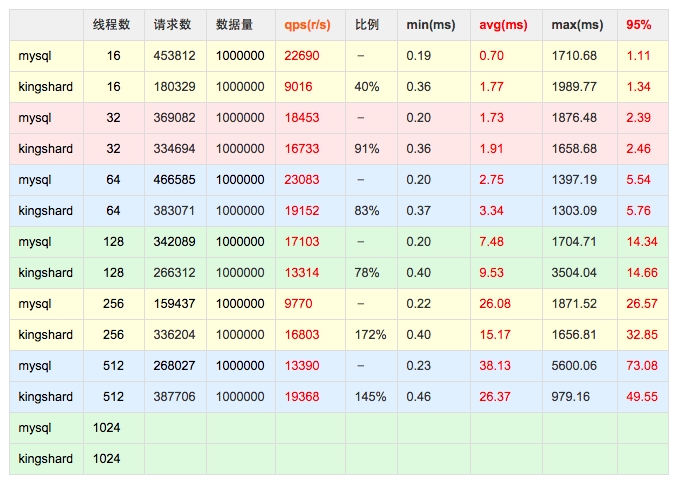 线程数 请求数 数据量 qps(r/s) 比例 min(ms) avg(ms) max(ms) 95%
mysql 16 453812 1000000 22690 – 0.19 0.70 1710.68 1.11
kingshard 16 180329 1000000 9016 40% 0.36 1.77 1989.77 1.34
mysql 32 369082 1000000 18453 – 0.20 1.73 1876.48 2.39
kingshard 32 334694 1000000 16733 91% 0.36 1.91 1658.68 2.46
mysql 64 466585 1000000 23083 – 0.20 2.75 1397.19 5.54
kingshard 64 383071 1000000 19152 83% 0.37 3.34 1303.09 5.76
mysql 128 342089 1000000 17103 – 0.20 7.48 1704.71 14.34
kingshard 128 266312 1000000 13314 78% 0.40 9.53 3504.04 14.66
mysql 256 159437 1000000 9770 – 0.22 26.08 1871.52 26.57
kingshard 256 336204 1000000 16803 172% 0.40 15.17 1656.81 32.85
mysql 512 268027 1000000 13390 – 0.23 38.13 5600.06 73.08
kingshard 512 387706 1000000 19368 145% 0.46 26.37 979.16 49.55
mysql 1024
kingshard 1024